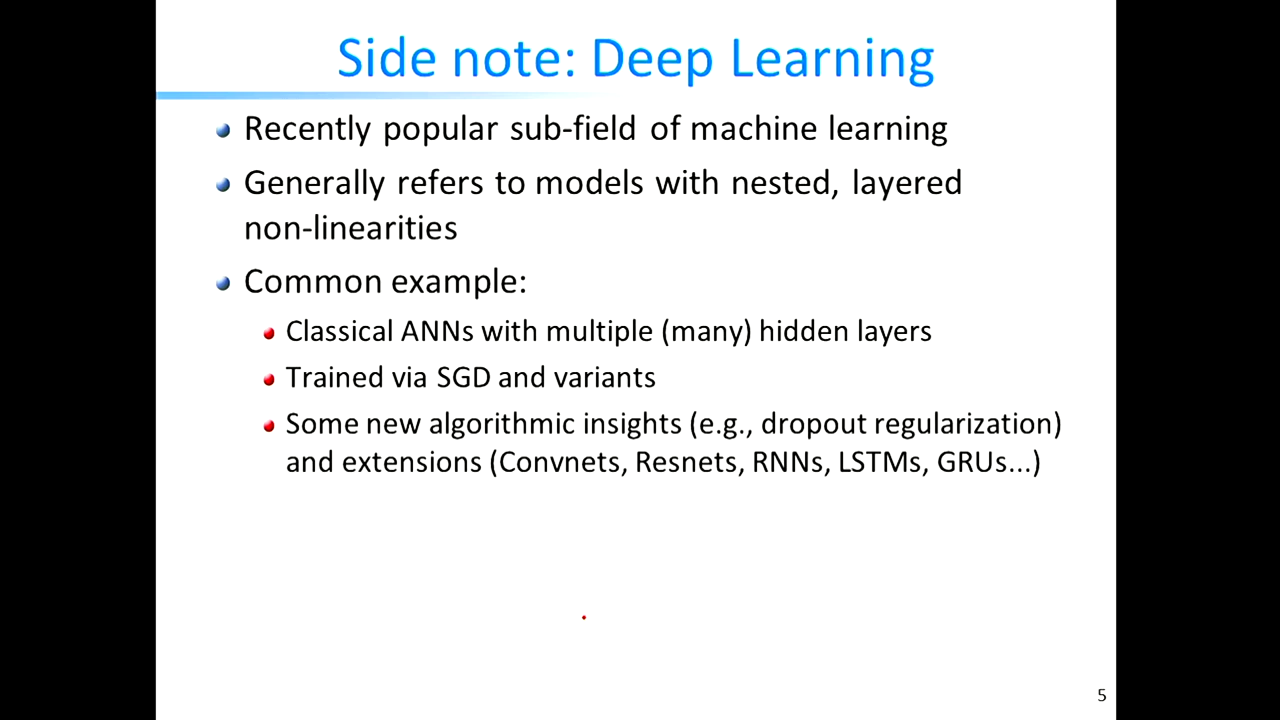 Side note: Deep Learning
Recently popular sub-field of machine learning
Generally refers to models with nested, layered
non-linearities
Common example:
Classical ANNs with multiple (many) hidden layers
Trained via SGD and variants
Some new algorithmic insights (e.g., dropout regularization)
and extensions (Convnets, Resnets, RNNs, LSTMs, GRUs...)
5